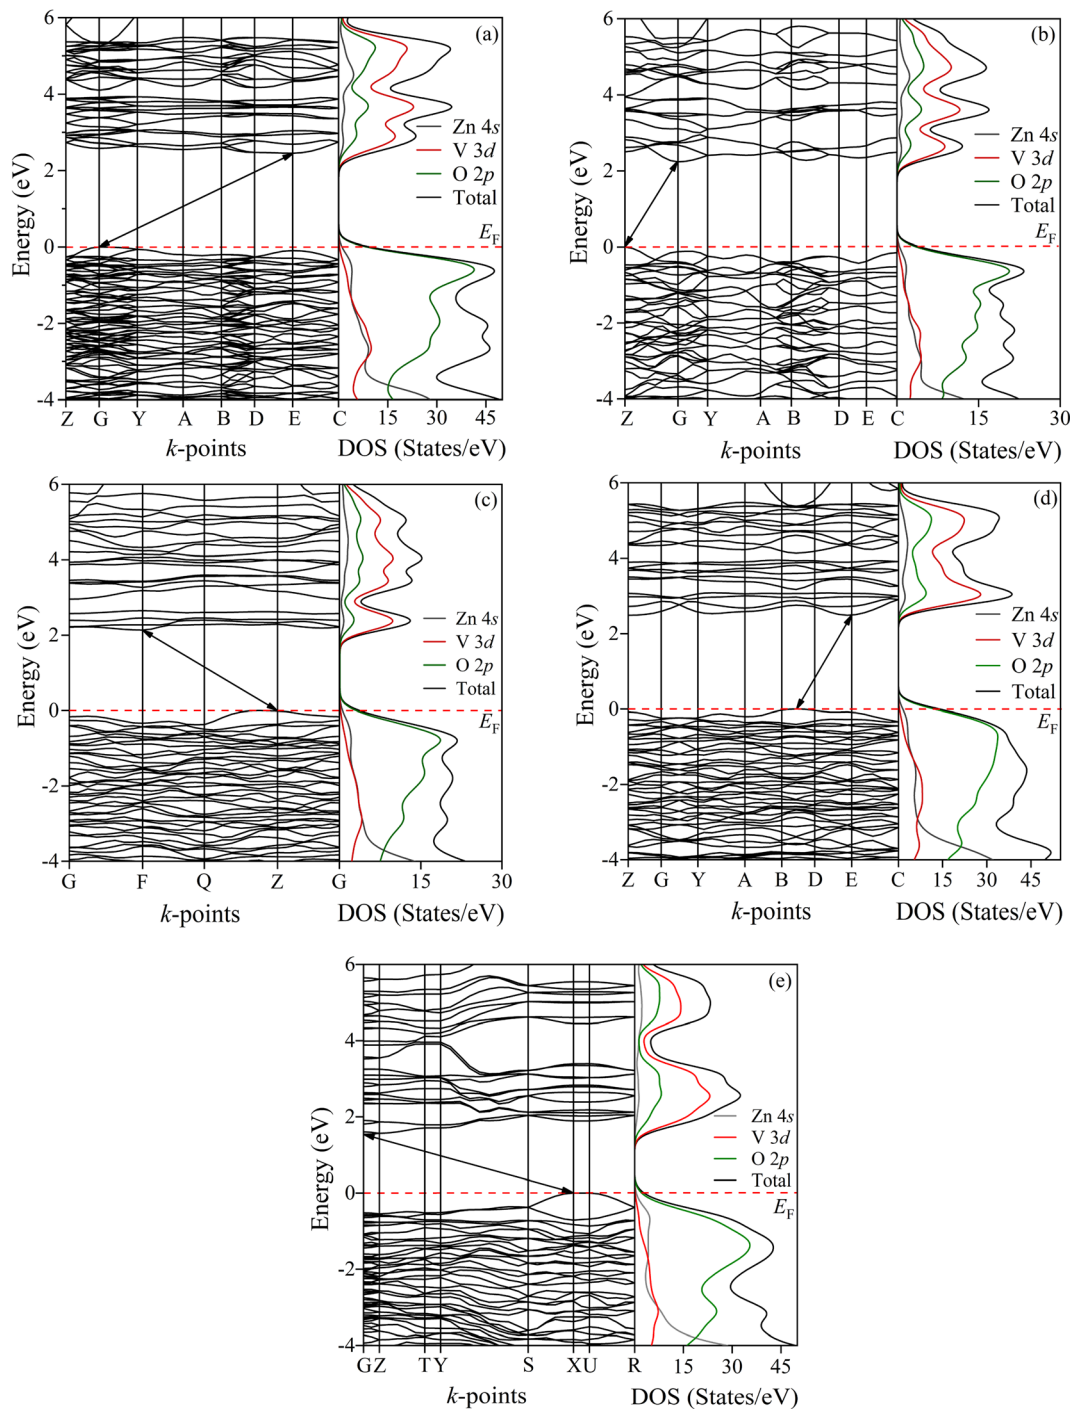 (a)
6
4
2
0
-2
-4
Energy (eV)
Zn 4s
V 3d
O 2p
Total
E_F
Z G Y A B D E C 15 30 45
k-points DOS (States/eV)
(b)
6
4
2
0
-2
-4
Energy (eV)
Zn 4s
V 3d
O 2p
Total
E_F
Z G Y A B D E C 15 30
k-points DOS (States/eV)
(c)
6
4
2
0
-2
-4
Energy (eV)
Zn 4s
V 3d
O 2p
Total
E_F
G F Q Z G 15 30
k-points DOS (States/eV)
(d)
6
4
2
0
-2
-4
Energy (eV)
Zn 4s
V 3d
O 2p
Total
E_F
Z G Y A B D E C 15 30 45
k-points DOS (States/eV)
(e)
6
4
2
0
-2
-4
Energy (eV)
Zn 4s
V 3d
O 2p
Total
E_F
G Z T Y S X U R 15 30 45
k-points DOS (States/eV)